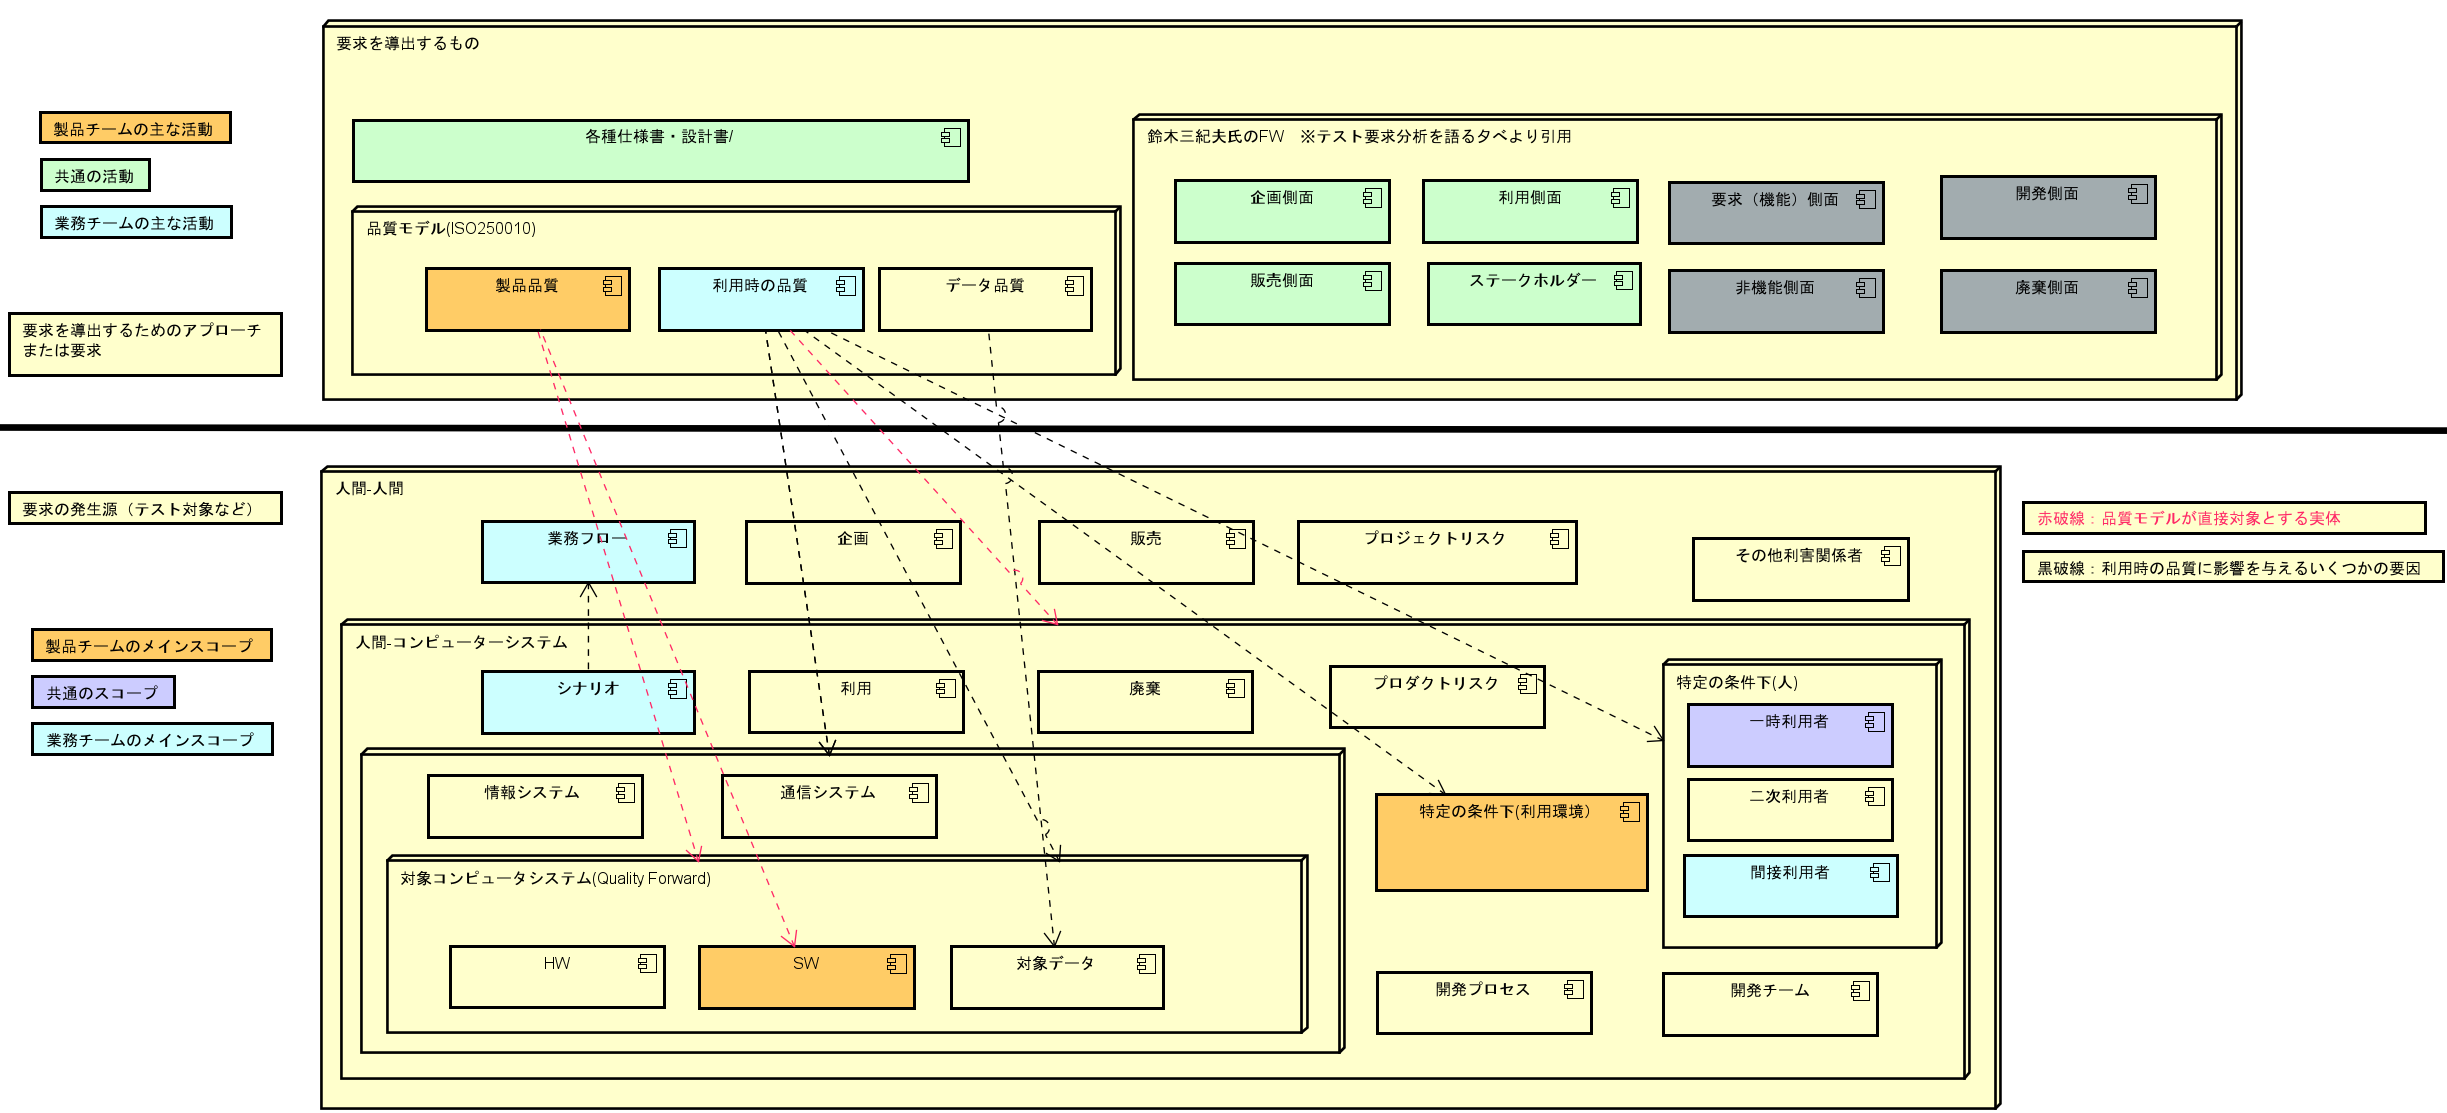 要求を導出するもの
製品チームの主な活動
共通の活動
業務チームの主な活動
各種仕様書・設計書/
鈴木三紀夫氏のFW　※テスト要求分析を語る夕べより引用
企画側面
利用側面
要求（機能）側面
開発側面
販売側面
ステークホルダー
非機能側面
廃棄側面
品質モデル(ISO250010)
製品品質
利用時の品質
データ品質
要求を導出するためのアプローチ
または要求
要求の発生源（テスト対象など）
人間-人間
業務フロー
企画
販売
プロジェクトリスク
その他利害関係者
赤破線：品質モデルが直接対象とする実体
黒破線：利用時の品質に影響を与えるいくつかの要因
製品チームのメインスコープ
共通のスコープ
業務チームのメインスコープ
人間-コンピューターシステム
シナリオ
利用
廃棄
プロダクトリスク
特定の条件下(人)
一時利用者
二次利用者
間接利用者
情報システム
通信システム
特定の条件下(利用環境）
対象コンピュータシステム(Quality Forward)
HW
SW
対象データ
開発プロセス
開発チーム